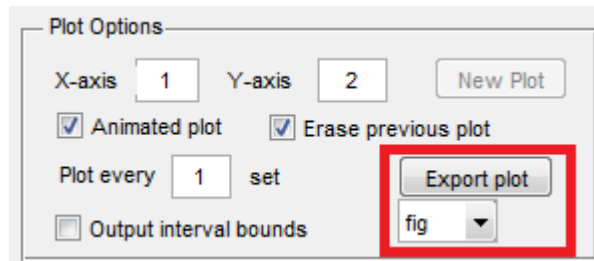 Plot Options
X-axis 1 Y-axis 2 New Plot
Animated plot Erase previous plot
Plot every 1 set Export plot
Output interval bounds fig